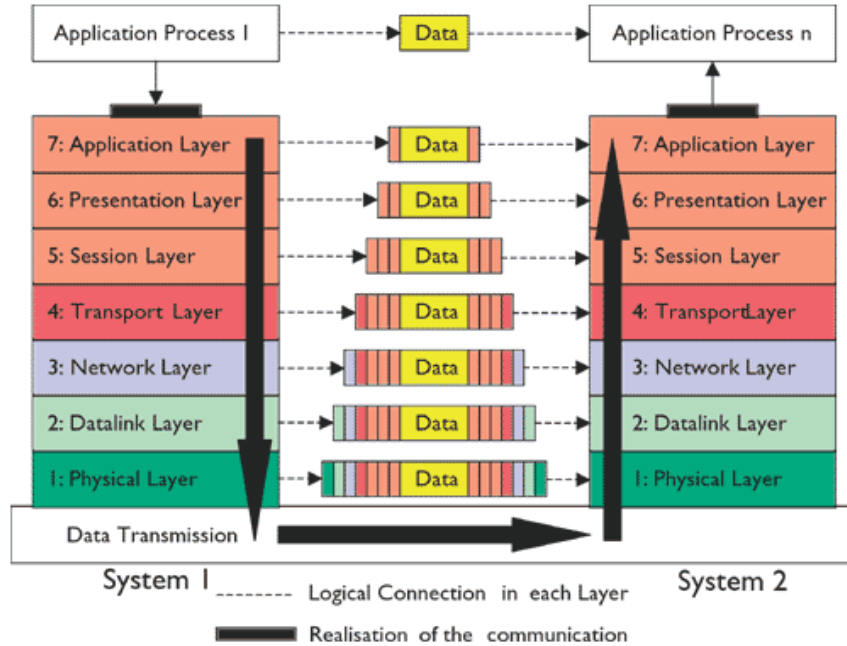 Application Process 1
Data
Application Process n
7: Application Layer
Data
7: Application Layer
6: Presentation Layer
Data
6: Presentation Layer
5: Session Layer
Data
5: Session Layer
4: Transport Layer
Data
4: TransportLayer
3: Network Layer
Data
3: Network Layer
2: Datalink Layer
Data
2: Datalink Layer
1: Physical Layer
Data
1: Physical Layer
Data Transmission
System 1
System 2
Logical Connection in each Layer
Realisation of the communication